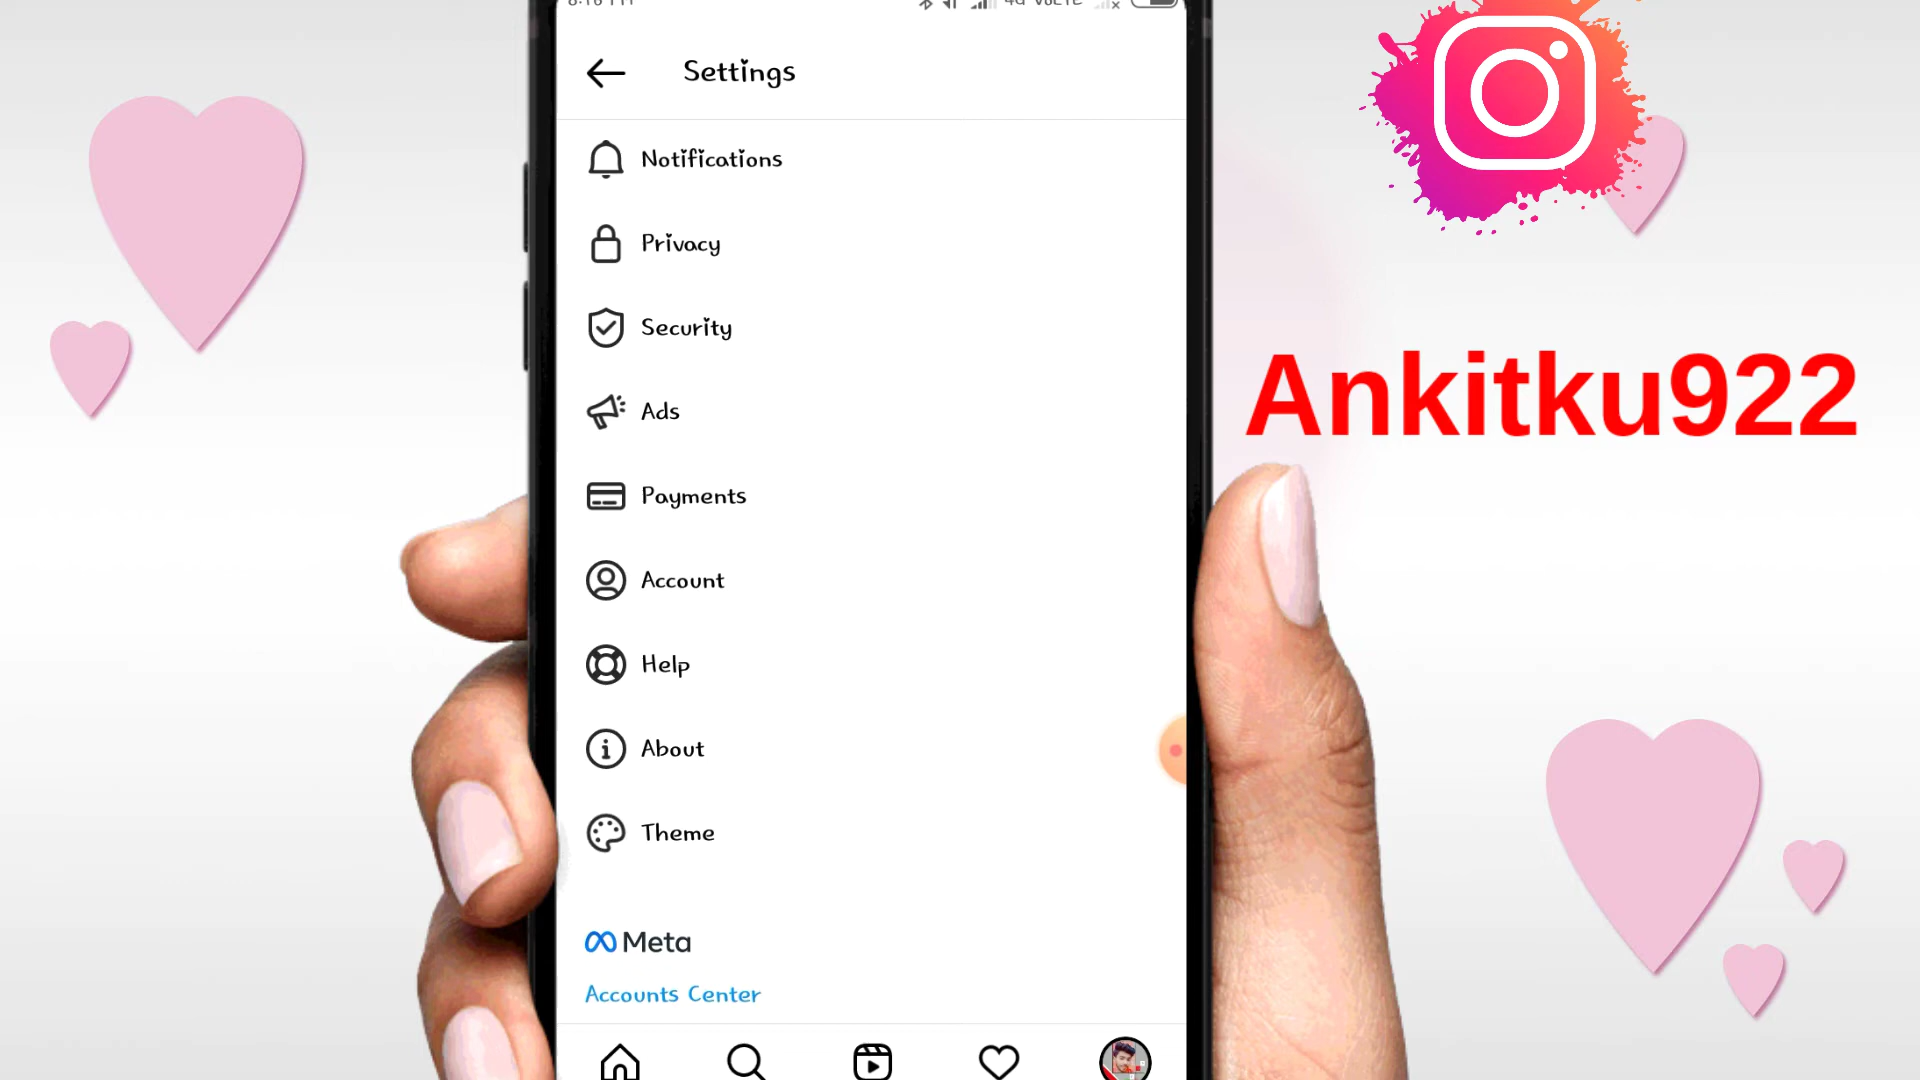 Settings
Notifications
Privacy
Security
Ads
Payments
Account
Help
About
Theme
Meta
Accounts Center
Ankitku922